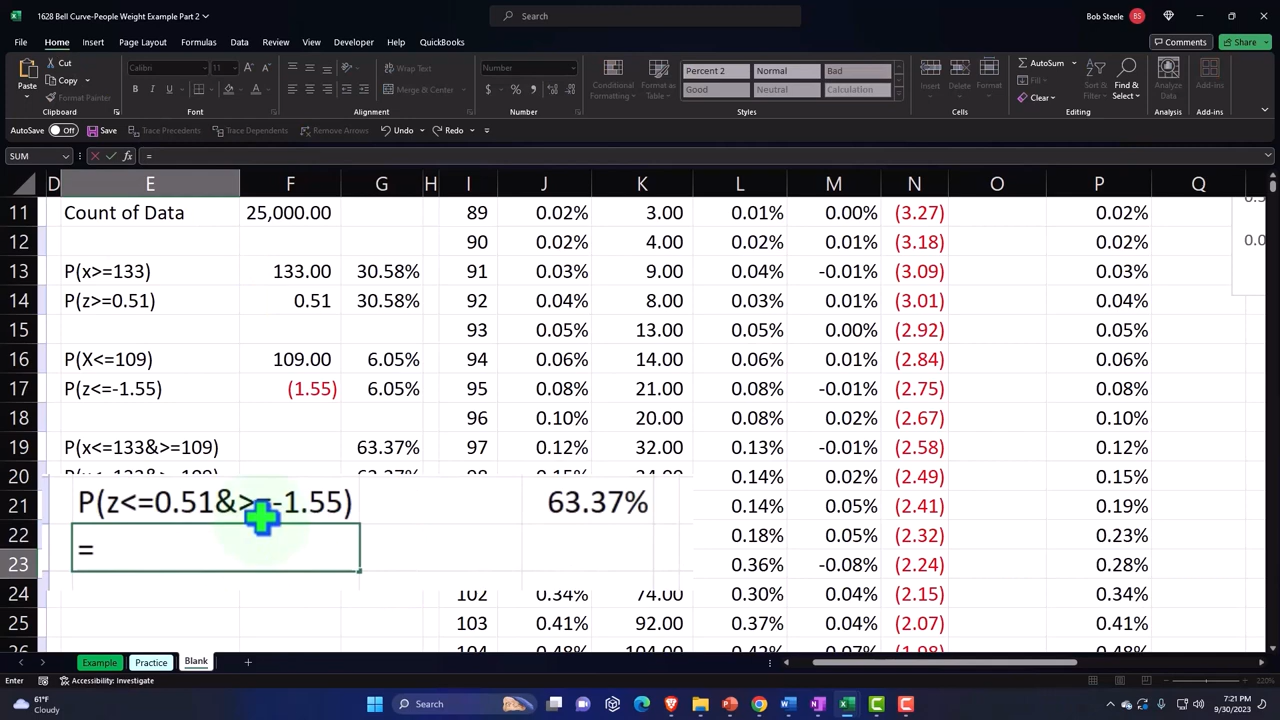 1628 Bell Curve-People Weight Example Part 2
Search
Bob Steele BS
File Home Insert Page Layout Formulas Data Review View Developer Automate Help QuickBooks
Comments Share
Paste
Cut
Copy
Format Painter
Calibri 11
Wrap Text
Merge & Center
Number
Conditional Formatting
Format as Table
Percent 2 Normal Bad
Good Neutral Calculation
Insert Delete Format
AutoSum
Fill
Clear
Sort & Filter
Find & Select
Analyze Data
Add-ins
Clipboard Font Alignment Number Styles Cells Editing Analysis Add-ins
AutoSave Off Save Trace Precedents Trace Dependents Remove Arrows Undo Redo
SUM fx =
D E F G H I J K L M N O P Q
11 Count of Data 25,000.00 89 0.02% 3.00 0.01% 0.00% (3.27) 0.02%
12 90 0.02% 4.00 0.02% 0.01% (3.18) 0.02%
13 P(x>=133) 133.00 30.58% 91 0.03% 9.00 0.04% -0.01% (3.09) 0.03%
14 P(z>=0.51) 0.51 30.58% 92 0.04% 8.00 0.03% 0.01% (3.01) 0.04%
15 93 0.05% 13.00 0.05% 0.00% (2.92) 0.05%
16 P(X<=109) 109.00 6.05% 94 0.06% 14.00 0.06% 0.01% (2.84) 0.06%
17 P(z<=-1.55) (1.55) 6.05% 95 0.08% 21.00 0.08% -0.01% (2.75) 0.08%
18 96 0.10% 20.00 0.08% 0.02% (2.67) 0.10%
19 P(x<=133&>=109) 63.37% 97 0.12% 32.00 0.13% -0.01% (2.58) 0.12%
20 0.14% 0.02% (2.49) 0.15%
21 P(z<=0.51&>=-1.55) 63.37% 0.14% 0.05% (2.41) 0.19%
22 0.18% 0.05% (2.32) 0.23%
23 = 0.36% -0.08% (2.24) 0.28%
24 102 0.34% 74.00 0.30% 0.04% (2.15) 0.34%
25 103 0.41% 92.00 0.37% 0.04% (2.07) 0.41%
Example Practice Blank
Enter Accessibility: Investigate 220%
61°F
Cloudy
Search
7:21 PM
9/30/2023